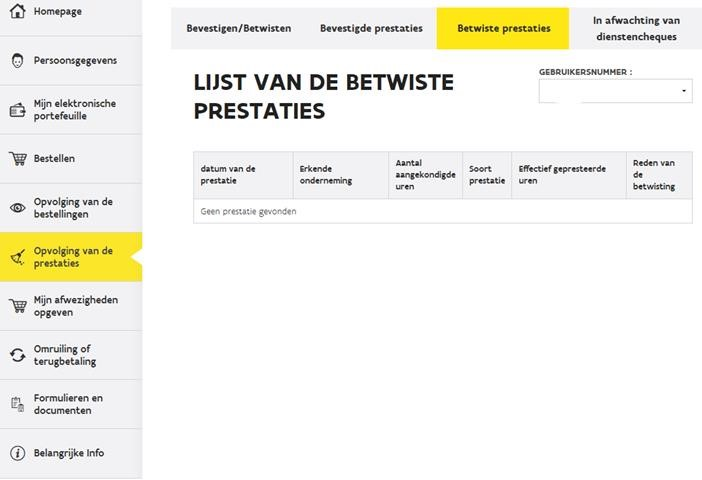 Homepage
Persoonsgegevens
Mijn elektronische
portefeuille
Bestellen
Opvolging van de
bestellingen
Opvolging van de
prestaties
Mijn afwezigheden
opgeven
Omruiling of
terugbetaling
Formulieren en
documenten
Belangrijke Info
Bevestigen/Betwisten
Bevestigde prestaties
Betwiste prestaties
In afwachting van
dienstencheques
LIJST VAN DE BETWISTE
PRESTATIES
GEBRUIKERSNUMMER :
datum van de
prestatie
Erkende
onderneming
Aantal
aangekondigde
uren
Soort
prestatie
Effectief gepresteerde
uren
Reden van
de
betwisting
Geen prestatie gevonden